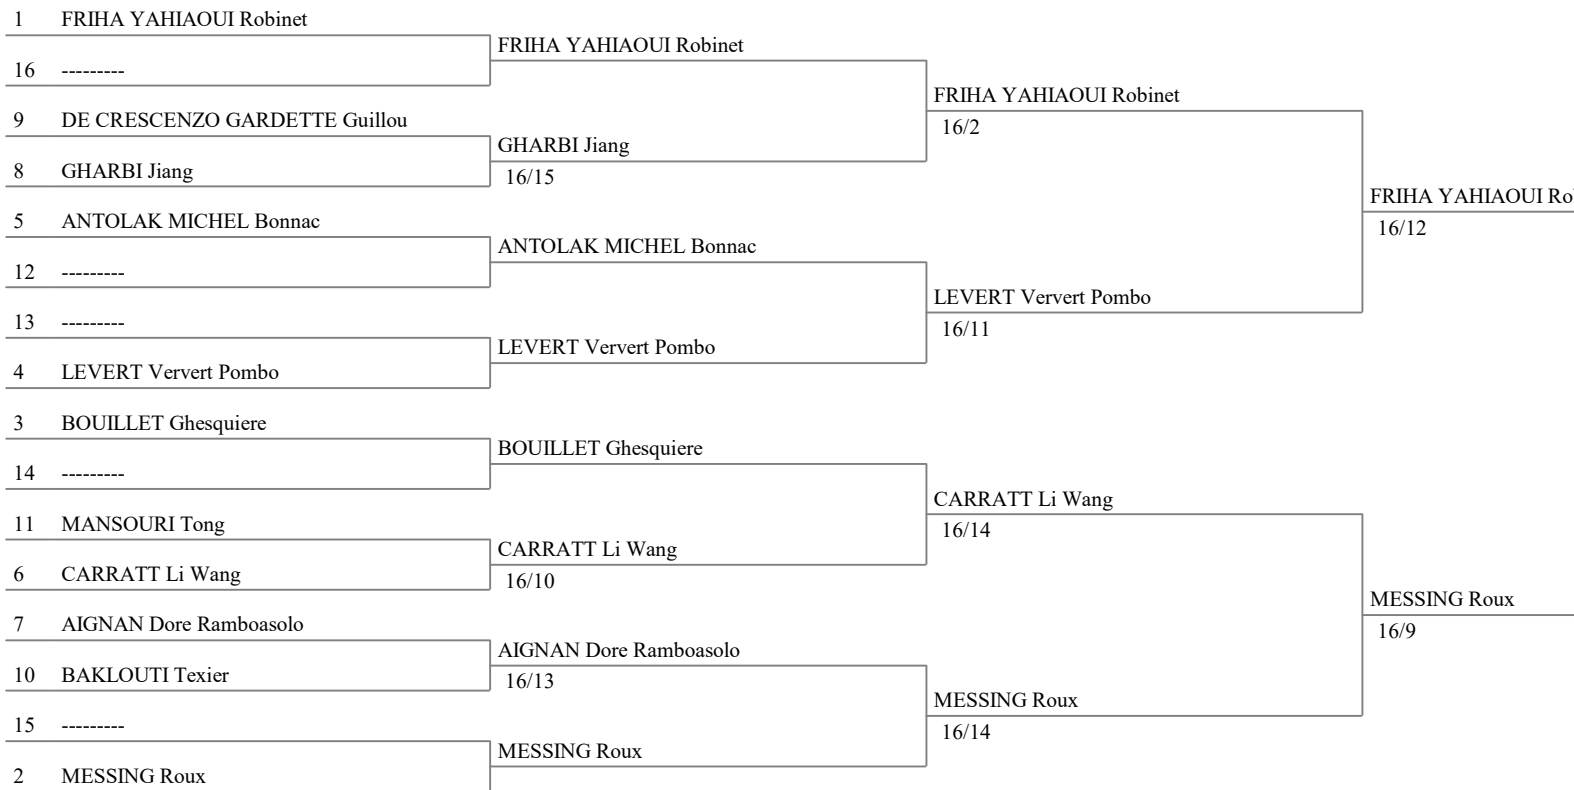 1 FRIHA YAHIAOUI Robinet
16 ---------
9 DE CRESCENZO GARDETTE Guillou
8 GHARBI Jiang
5 ANTOLAK MICHEL Bonnac
12 ---------
13 ---------
4 LEVERT Ververt Pombo
3 BOUILLET Ghesquiere
14 ---------
11 MANSOURI Tong
6 CARRATT Li Wang
7 AIGNAN Dore Ramboasolo
10 BAKLOUTI Texier
15 ---------
2 MESSING Roux
FRIHA YAHIAOUI Robinet
GHARBI Jiang
16/15
ANTOLAK MICHEL Bonnac
LEVERT Ververt Pombo
BOUILLET Ghesquiere
CARRATT Li Wang
16/10
AIGNAN Dore Ramboasolo
16/13
MESSING Roux
FRIHA YAHIAOUI Robinet
16/2
LEVERT Ververt Pombo
16/11
CARRATT Li Wang
16/14
MESSING Roux
16/14
FRIHA YAHIAOUI
16/12
MESSING Roux
16/9